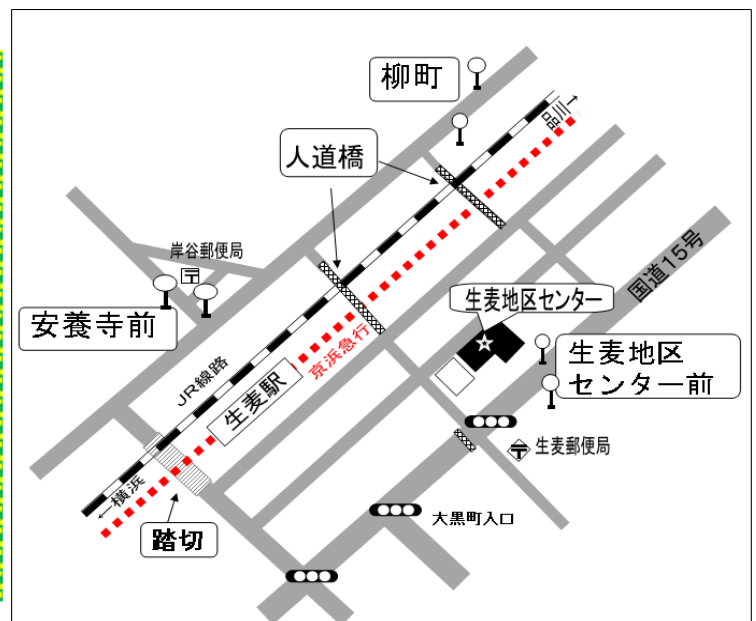 柳町
品川→
人道橋
岸谷郵便局
〒
国道15号
安養寺前
生麦地区センター
京浜急行
生麦地区
センター前
JR線路
生麦駅
〒
生麦郵便局
←横浜
踏切
大黒町入口